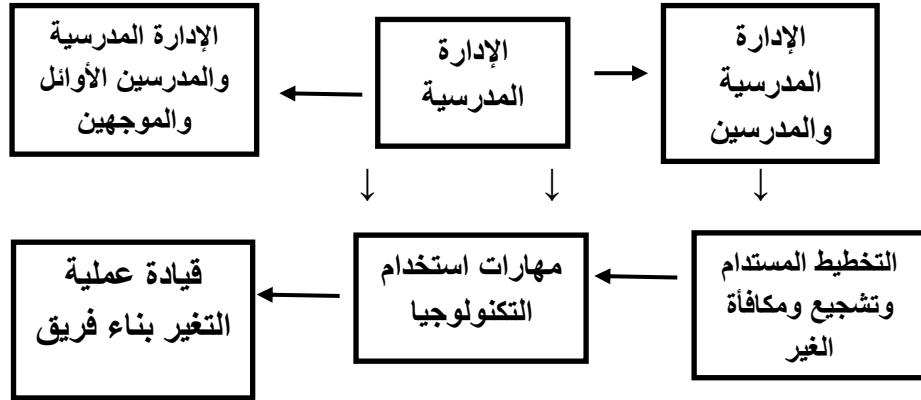 الإدارة
المدرسية
والمدرسين
الإدارة
المدرسية
الإدارة المدرسية
والمدرسين الأوائل
والموجهين
التخطيط المستدام
وتشجيع ومكافأة
الغير
مهارات استخدام
التكنولوجيا
قيادة عملية
التغير بناء فريق